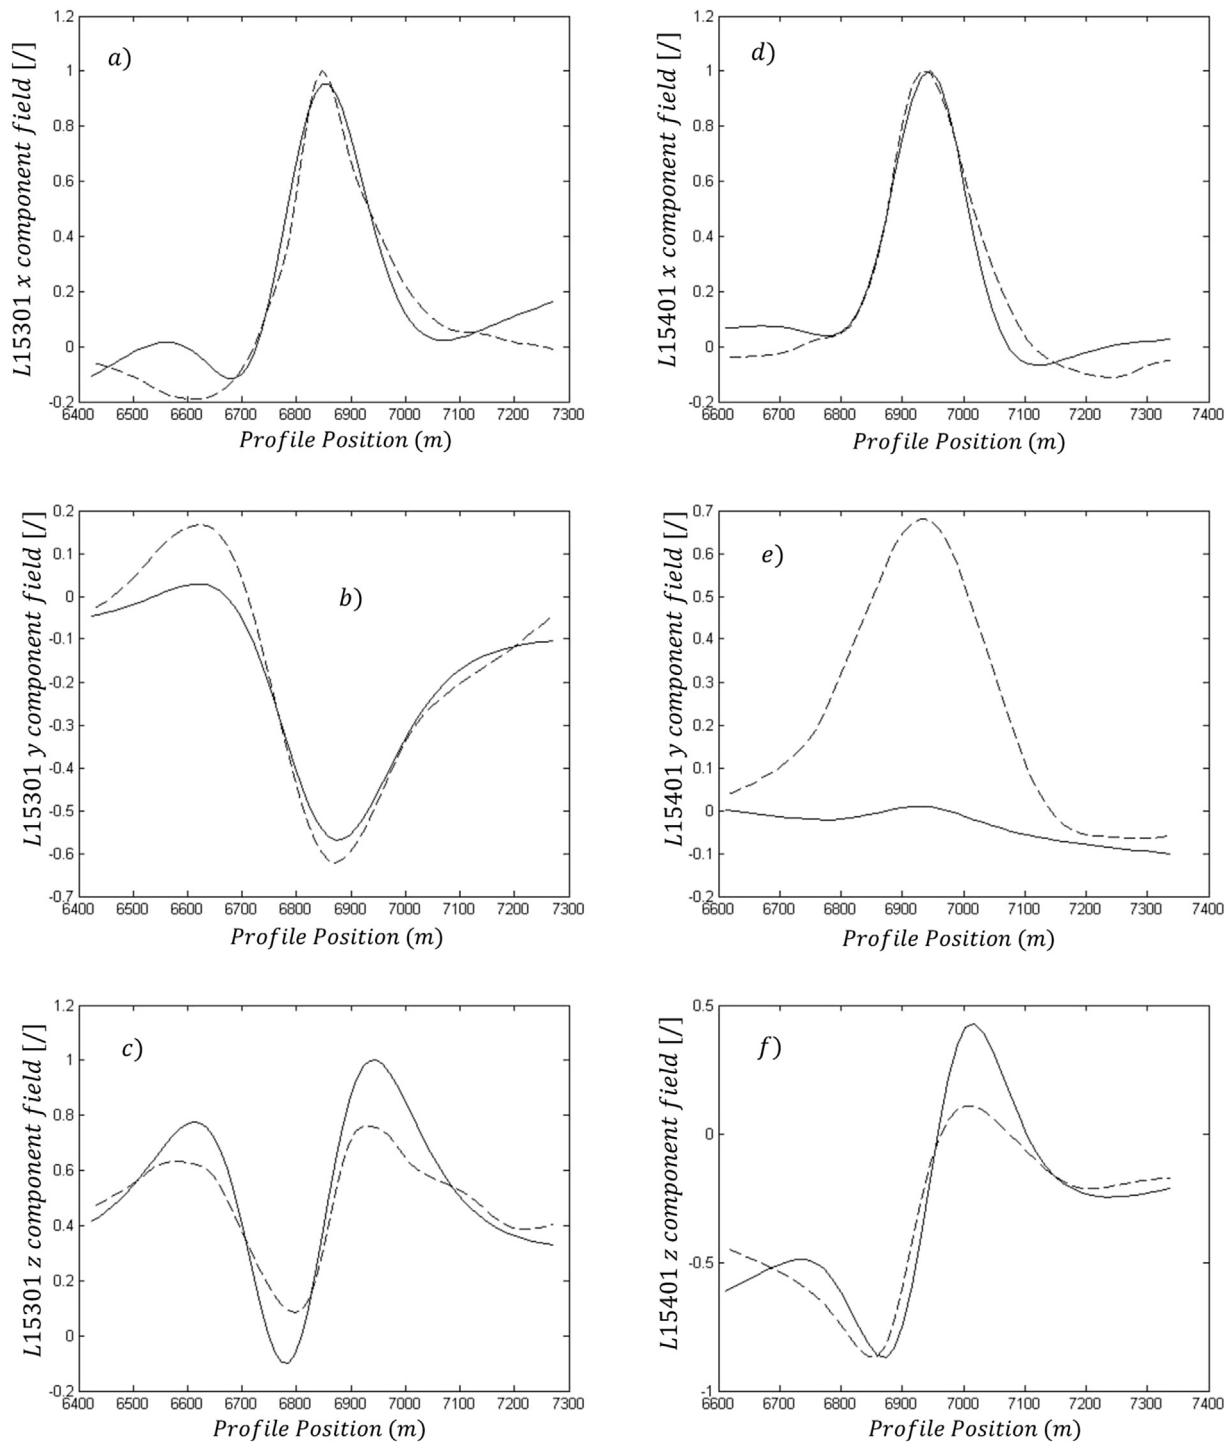 1.2
1
0.8
0.6
0.4
0.2
0
-0.2
6400 6500 6600 6700 6800 6900 7000 7100 7200 7300
L15301 x component field [/]
a)
Profile Position (m)
1.2
1
0.8
0.6
0.4
0.2
0
-0.2
6600 6700 6800 6900 7000 7100 7200 7300 7400
L15401 x component field [/]
d)
Profile Position (m)
0.2
0.1
0
-0.1
-0.2
-0.3
-0.4
-0.5
-0.6
-0.7
6400 6500 6600 6700 6800 6900 7000 7100 7200 7300
L15301 y component field [/]
b)
Profile Position (m)
0.7
0.6
0.5
0.4
0.3
0.2
0.1
0
-0.1
-0.2
6600 6700 6800 6900 7000 7100 7200 7300 7400
L15401 y component field [/]
e)
Profile Position (m)
1.2
1
0.8
0.6
0.4
0.2
0
-0.2
6400 6500 6600 6700 6800 6900 7000 7100 7200 7300
L15301 z component field [/]
c)
Profile Position (m)
0.5
0
-0.5
-1
6600 6700 6800 6900 7000 7100 7200 7300 7400
L15401 z component field [/]
f)
Profile Position (m)